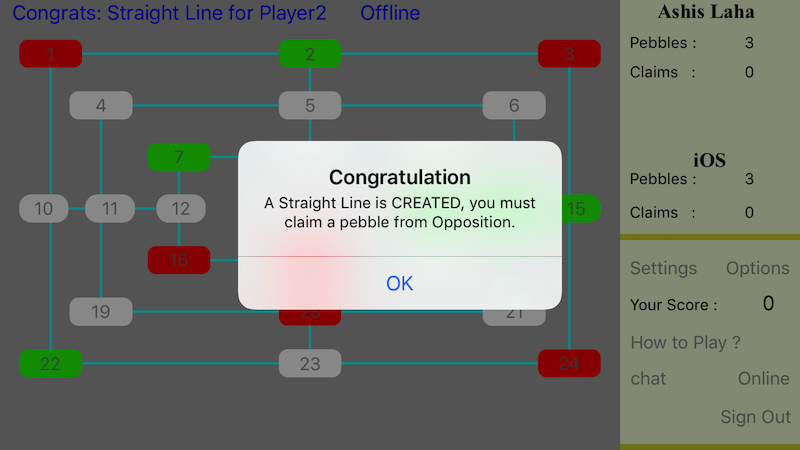 Congrats: Straight Line for Player2 Offline
1 2 3
4 5 6
7
10 11 12 15
16
19 20 21
22 23 24
Congratulation
A Straight Line is CREATED, you must
claim a pebble from Opposition.
OK
Ashis Laha
Pebbles : 3
Claims : 0
iOS
Pebbles : 3
Claims : 0
Settings Options
Your Score : 0
How to Play ?
chat Online
Sign Out